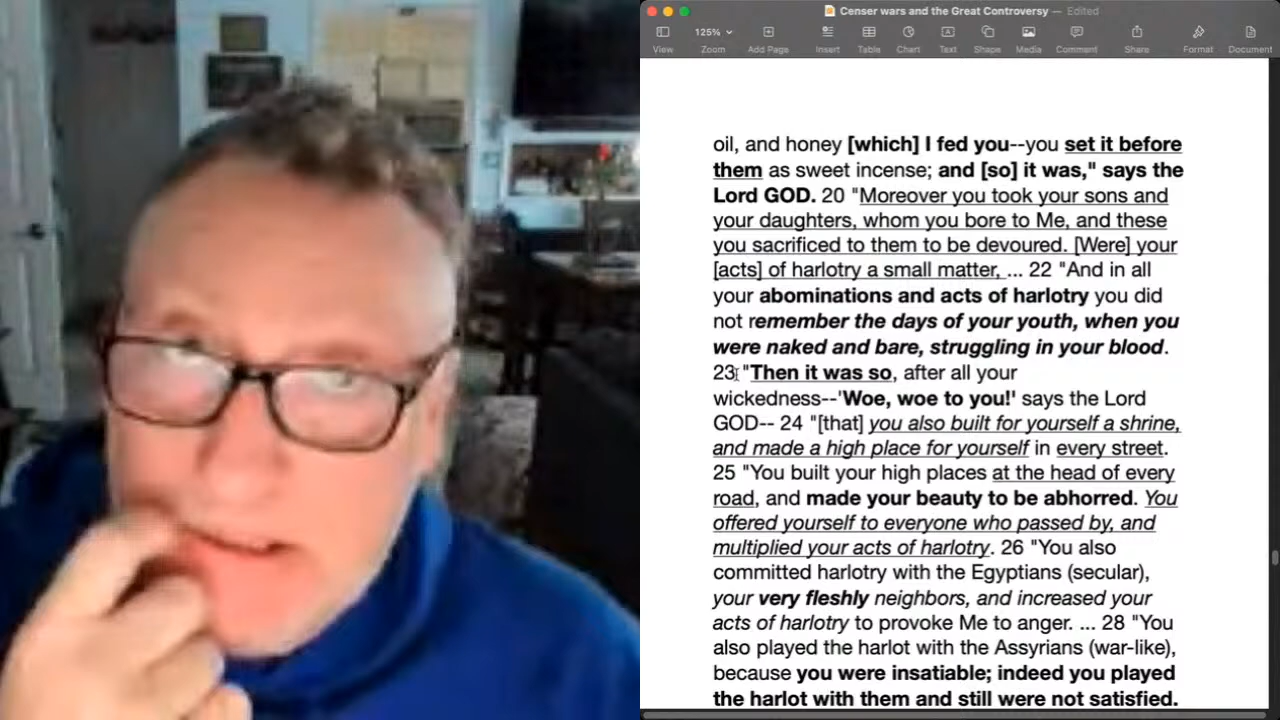 Censer wars and the Great Controversy — Edited
125%
View Zoom Add Page Insert Table Chart Text Shape Media Comment Share Format Document
oil, and honey [which] I fed you--you set it before
them as sweet incense; and [so] it was," says the
Lord GOD. 20 "Moreover you took your sons and
your daughters, whom you bore to Me, and these
you sacrificed to them to be devoured. [Were] your
[acts] of harlotry a small matter, ... 22 "And in all
your abominations and acts of harlotry you did
not remember the days of your youth, when you
were naked and bare, struggling in your blood.
23 "Then it was so, after all your
wickedness--'Woe, woe to you!' says the Lord
GOD-- 24 "[that] you also built for yourself a shrine,
and made a high place for yourself in every street.
25 "You built your high places at the head of every
road, and made your beauty to be abhorred. You
offered yourself to everyone who passed by, and
multiplied your acts of harlotry. 26 "You also
committed harlotry with the Egyptians (secular),
your very fleshly neighbors, and increased your
acts of harlotry to provoke Me to anger. ... 28 "You
also played the harlot with the Assyrians (war-like),
because you were insatiable; indeed you played
the harlot with them and still were not satisfied.